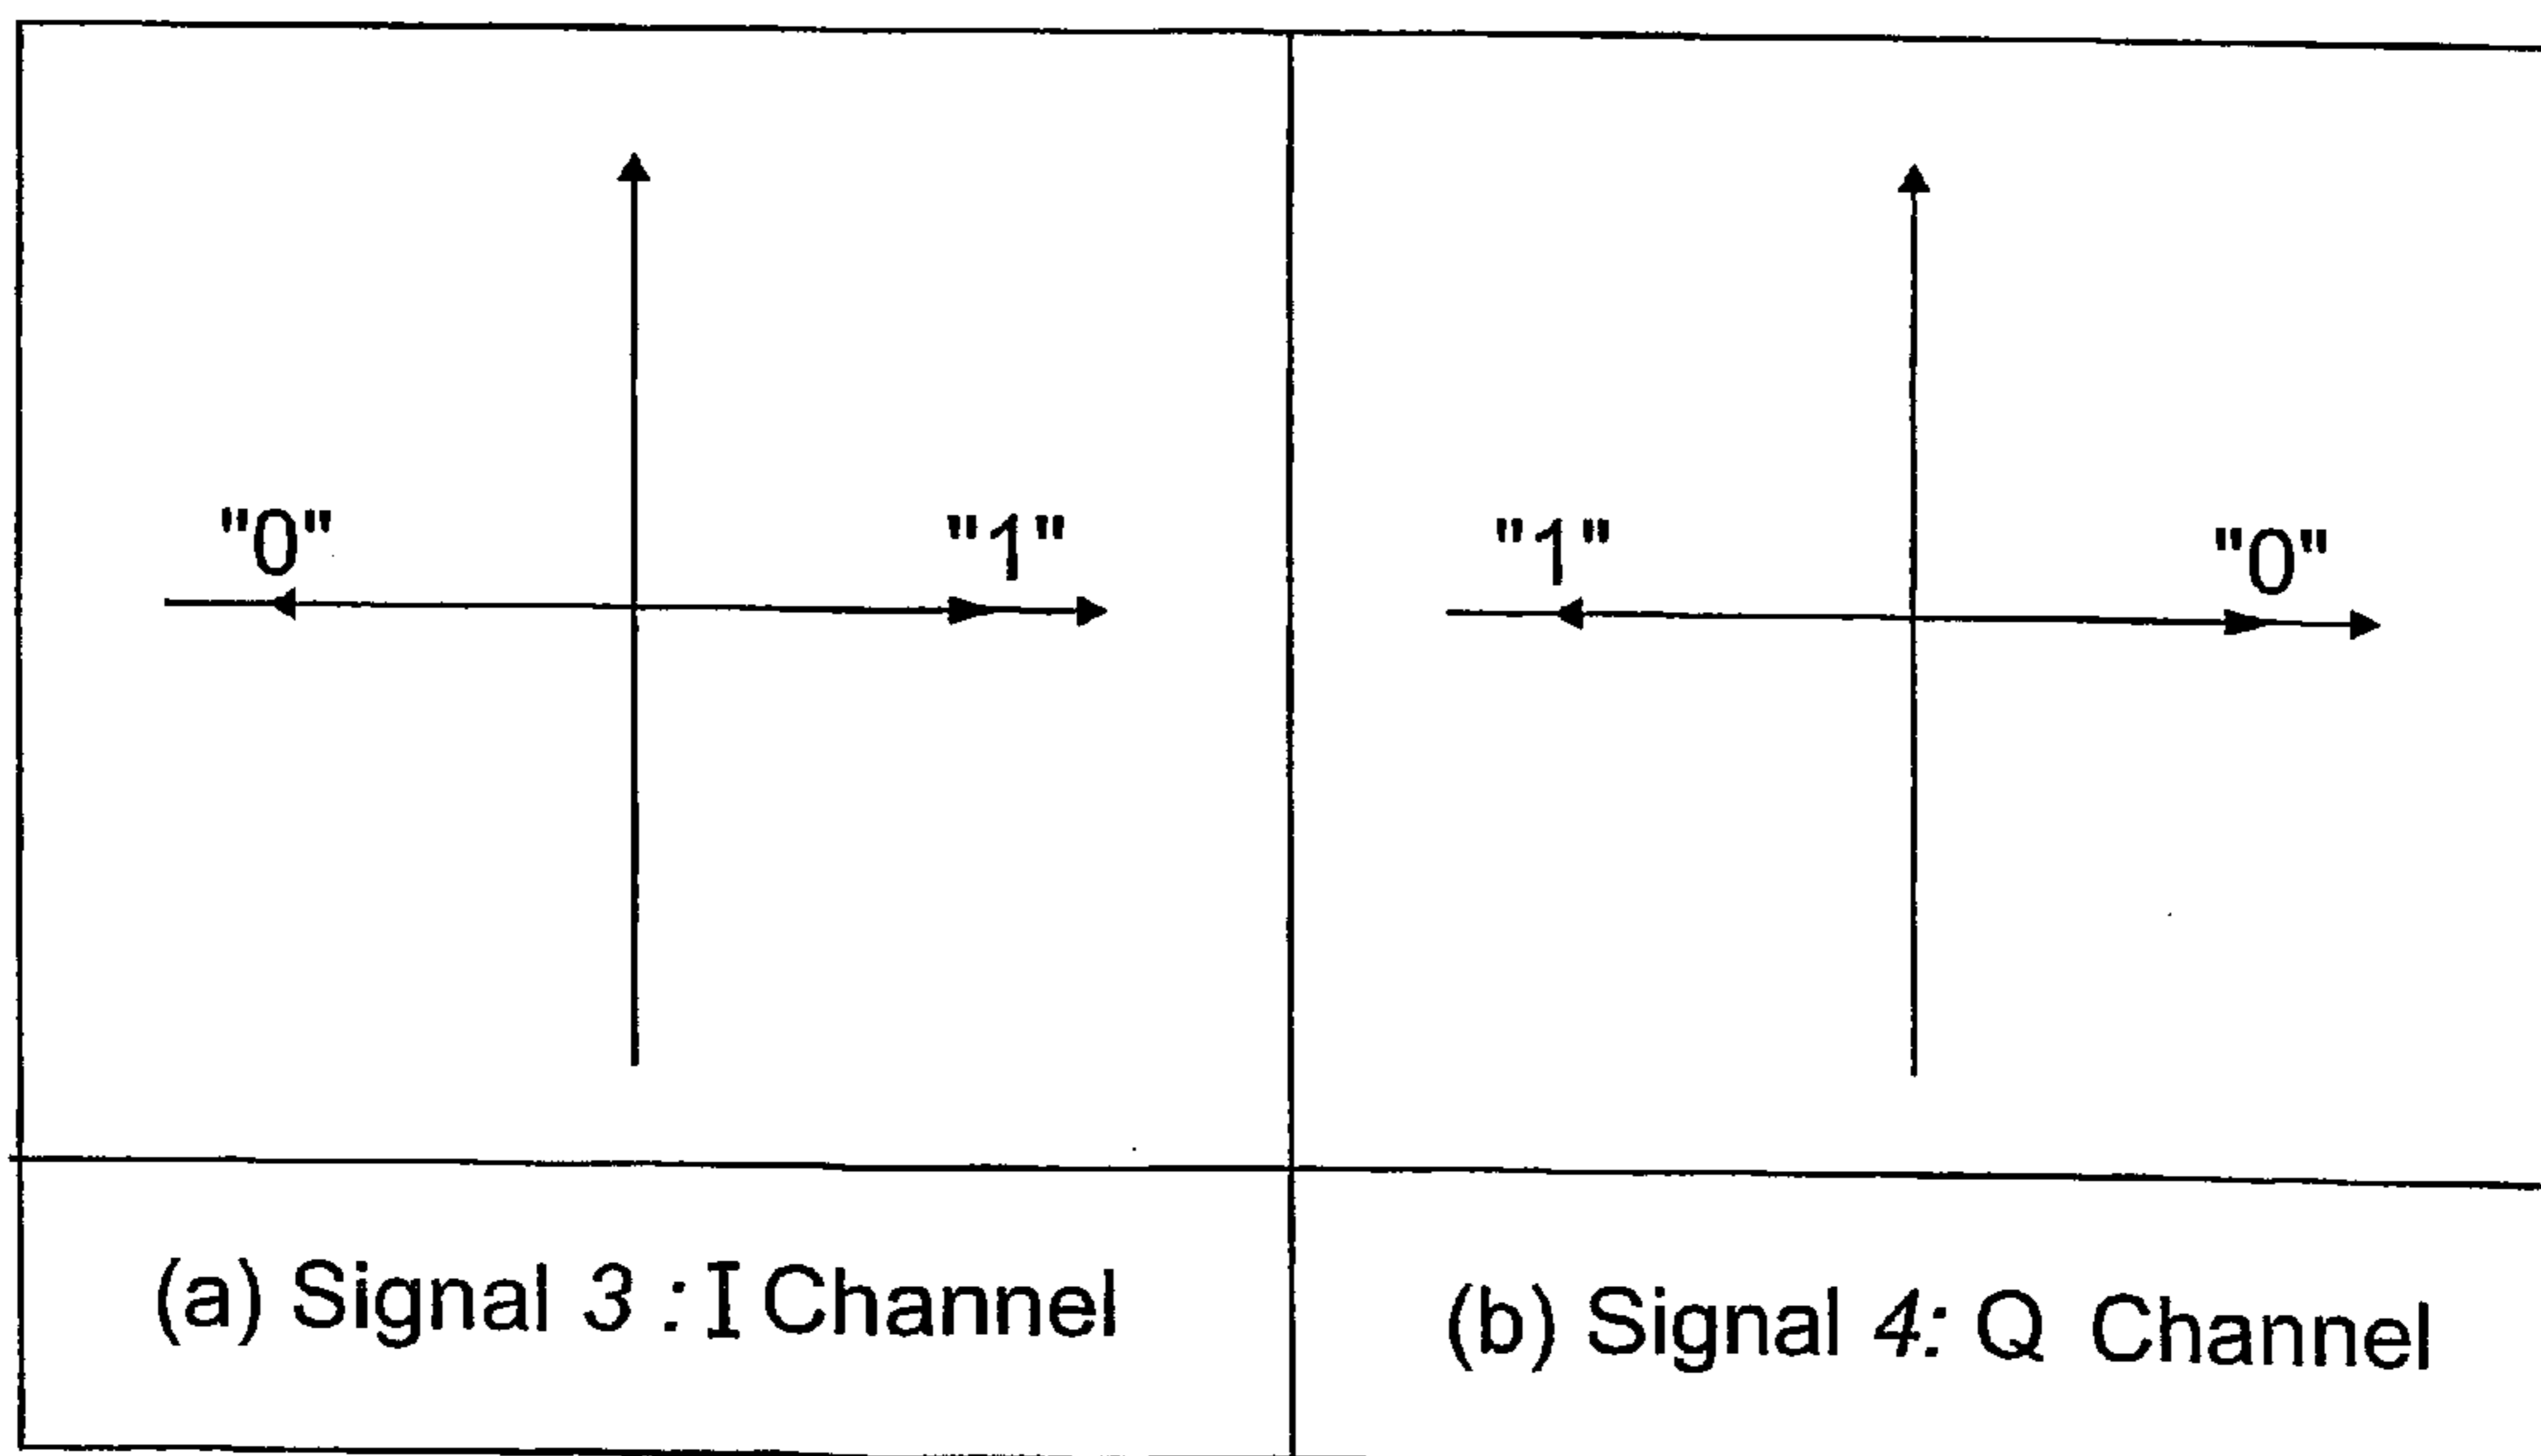 "0" "1"
"1" "0"
(a) Signal 3 : I Channel
(b) Signal 4: Q Channel